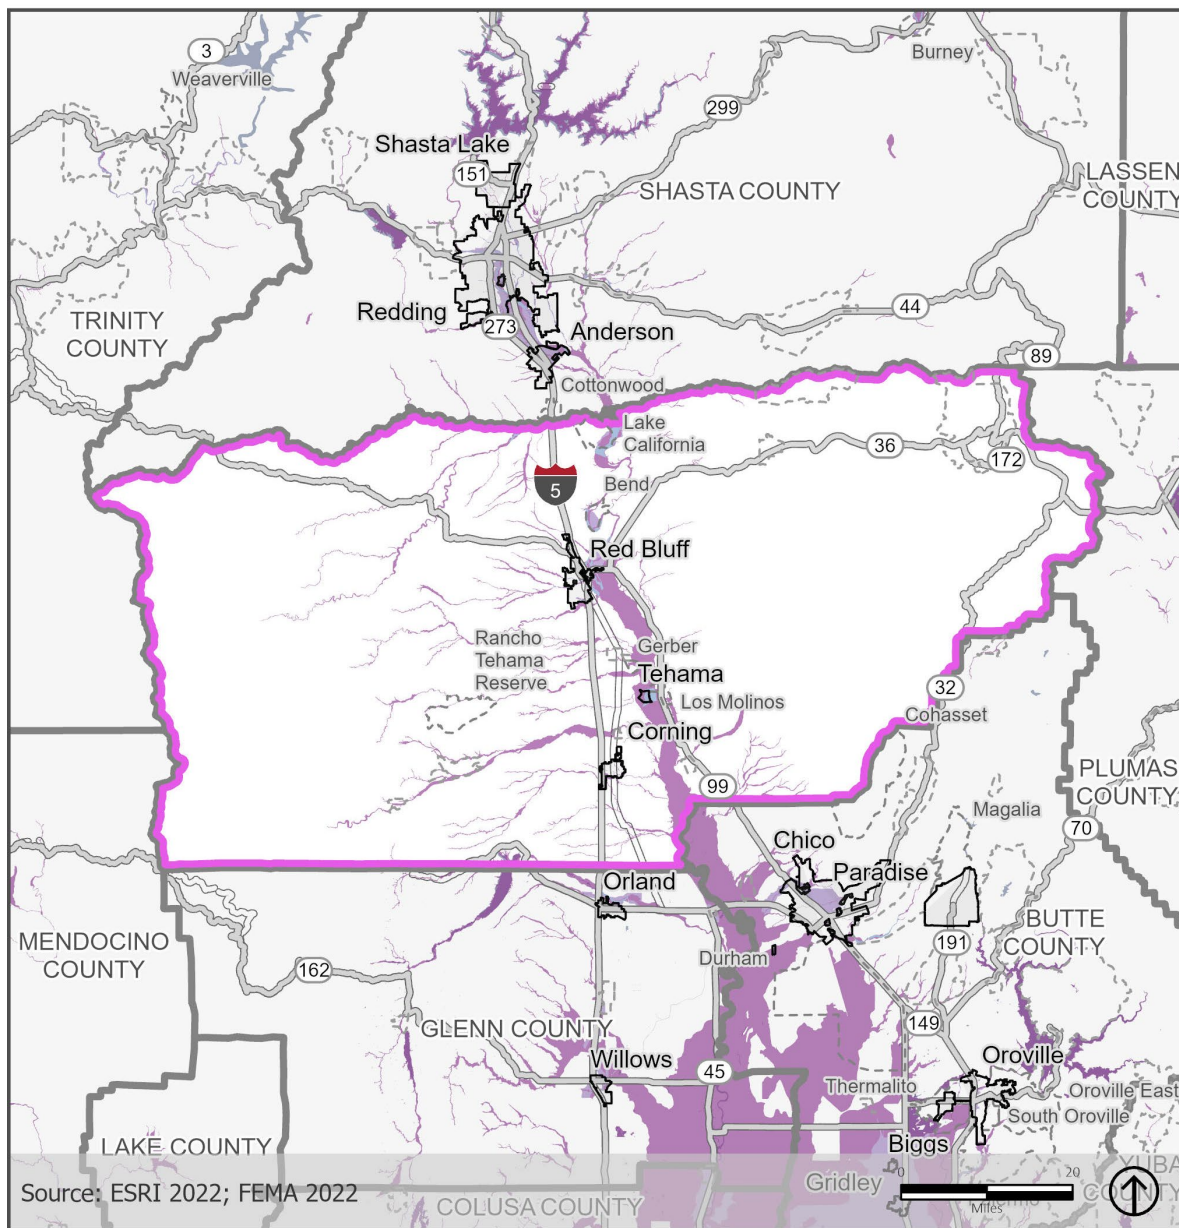 3
Weaverville
Burney
299
Shasta Lake
151
SHASTA COUNTY
LASSEN
COUNTY
TRINITY
COUNTY
Redding
273
Anderson
44
89
Cottonwood
Lake
California
36
172
5
Bend
Red Bluff
Rancho
Tehama
Reserve
Gerber
Tehama
Los Molinos
32
Cohasset
Corning
99
PLUMAS
COUNTY
Magalia
70
Chico
Paradise
Orland
BUTTE
COUNTY
191
MENDOCINO
COUNTY
162
Durham
GLENN COUNTY
149
Willows
45
Oroville
Thermalito
Oroville East
South Oroville
Biggs
LAKE COUNTY
YUBA
COUNTY
Gridley
0 20
Miles
Source: ESRI 2022; FEMA 2022
COLUSA COUNTY